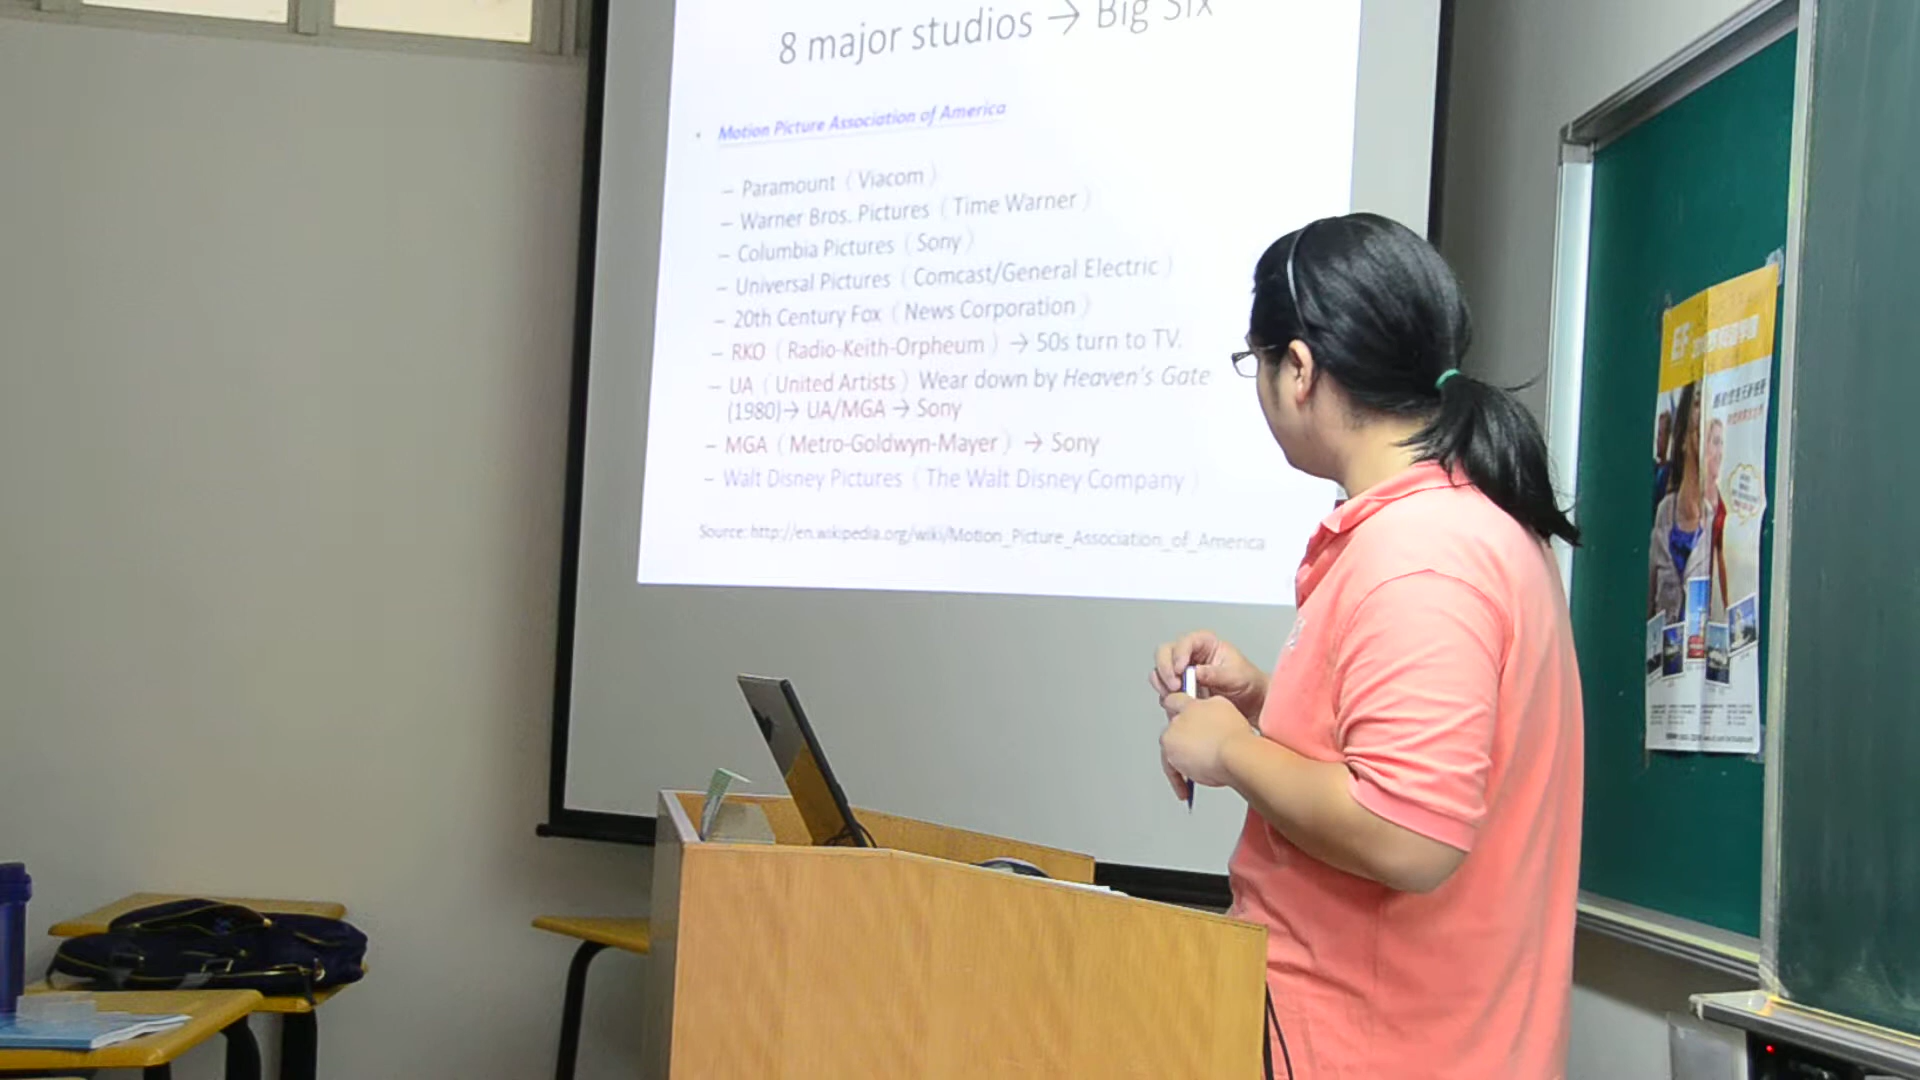 8 major studios → Big Six
• Motion Picture Association of America
– Paramount（Viacom）
– Warner Bros. Pictures（Time Warner）
– Columbia Pictures（Sony）
– Universal Pictures（Comcast/General Electric）
– 20th Century Fox（News Corporation）
– RKO（Radio-Keith-Orpheum）→ 50s turn to TV.
– UA（United Artists）Wear down by Heaven's Gate
(1980)→ UA/MGA → Sony
– MGA（Metro-Goldwyn-Mayer）→ Sony
– Walt Disney Pictures（The Walt Disney Company）
Source: http://en.wikipedia.org/wiki/Motion_Picture_Association_of_America
EF